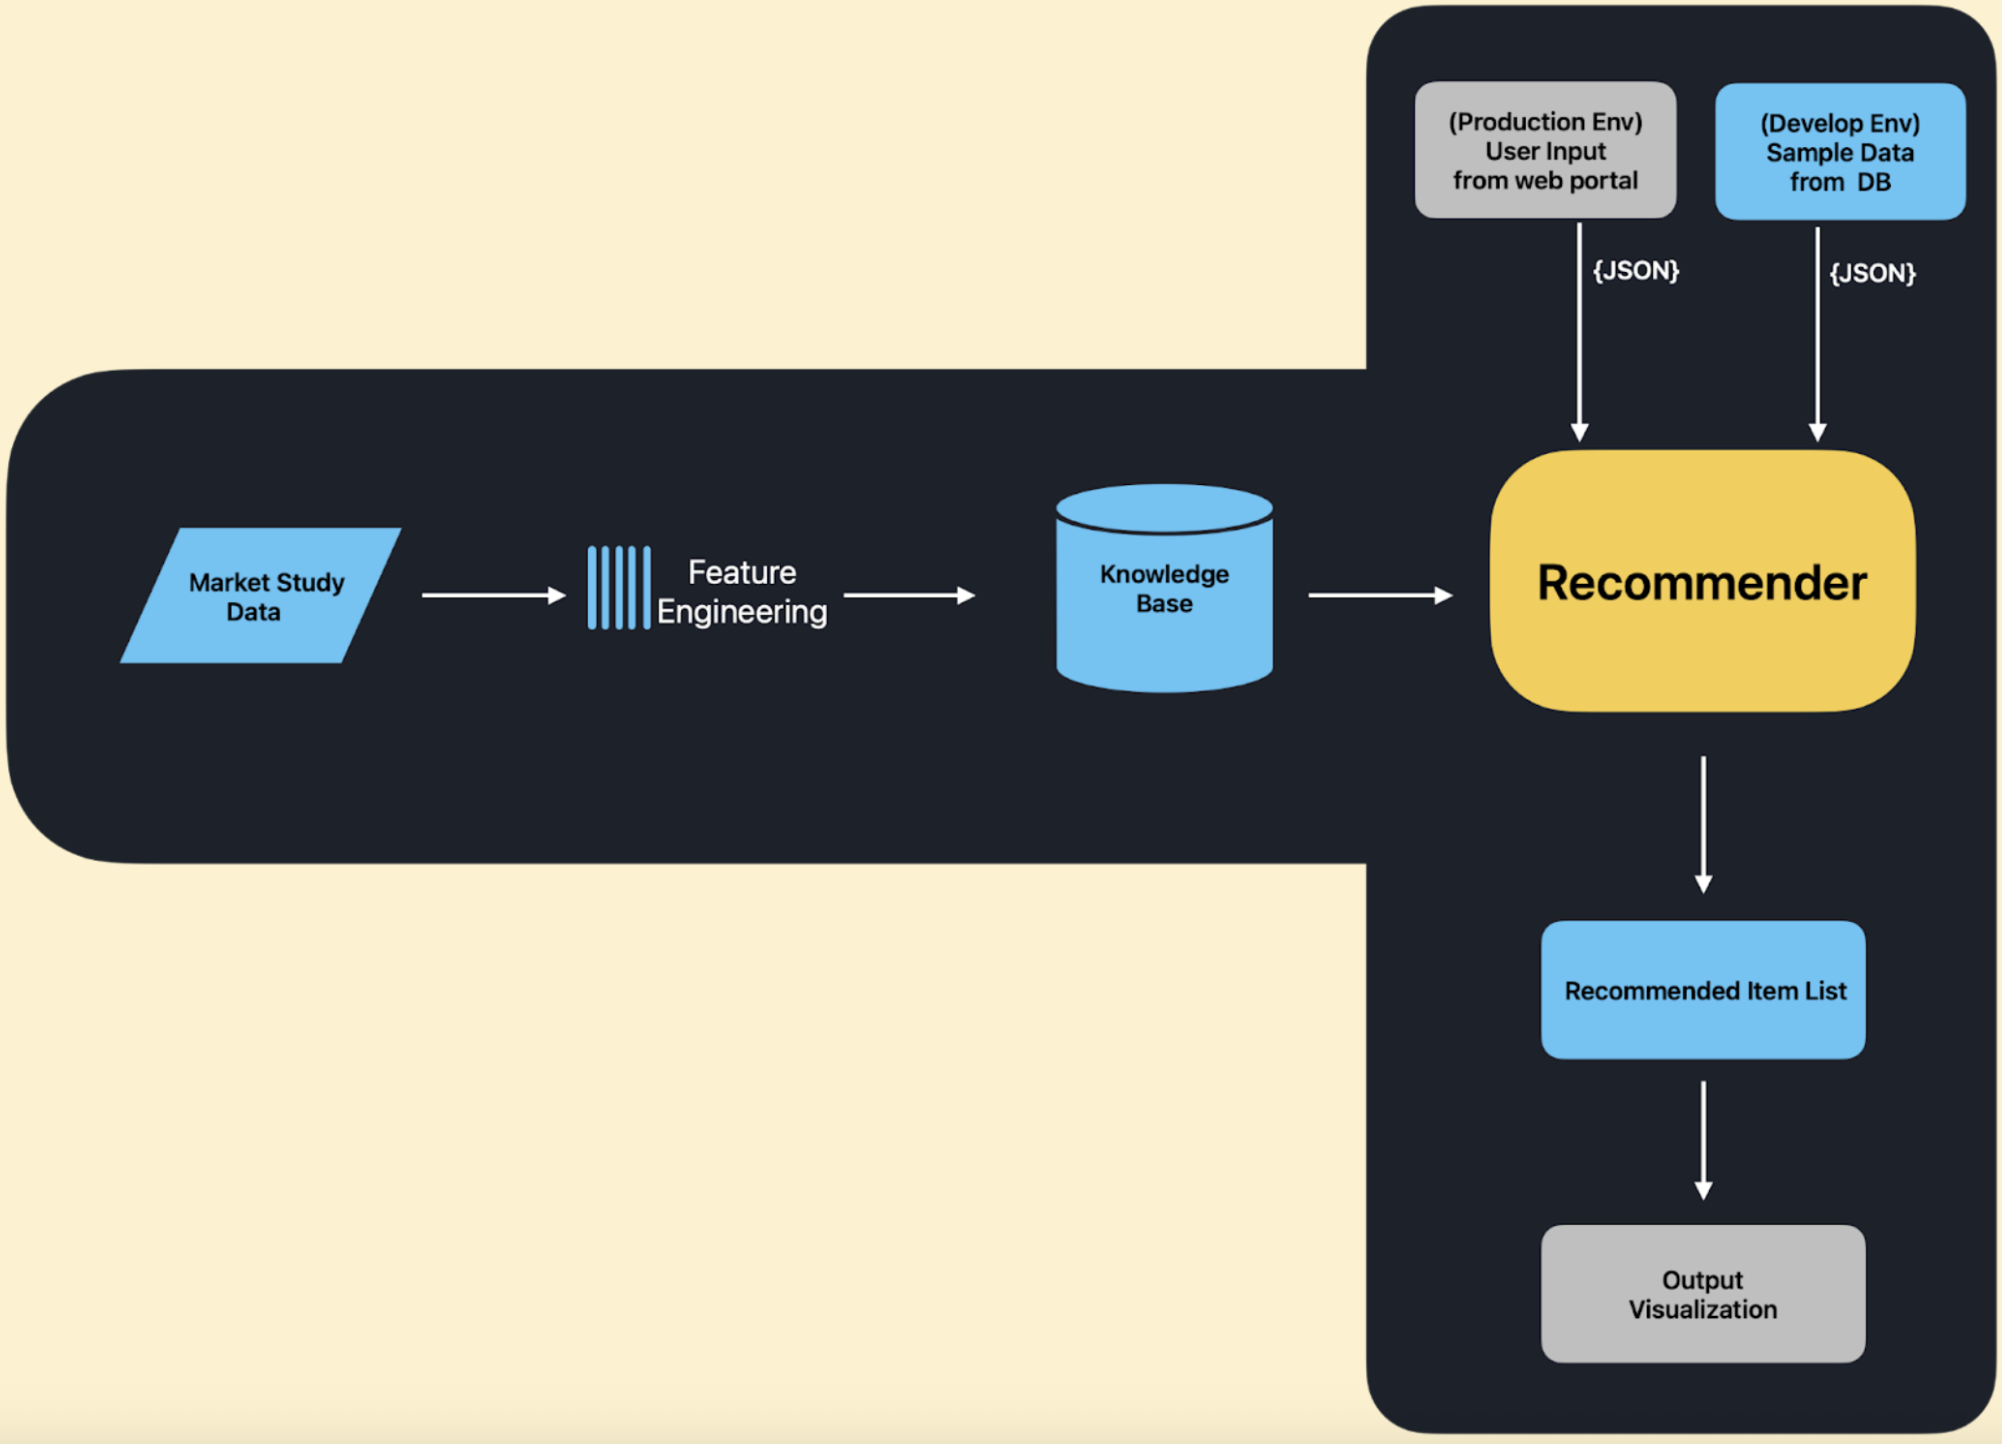 (Production Env)
User Input
from web portal
(Develop Env)
Sample Data
from DB
{JSON}
{JSON}
Market Study
Data
Feature
Engineering
Knowledge
Base
Recommender
Recommended Item List
Output
Visualization